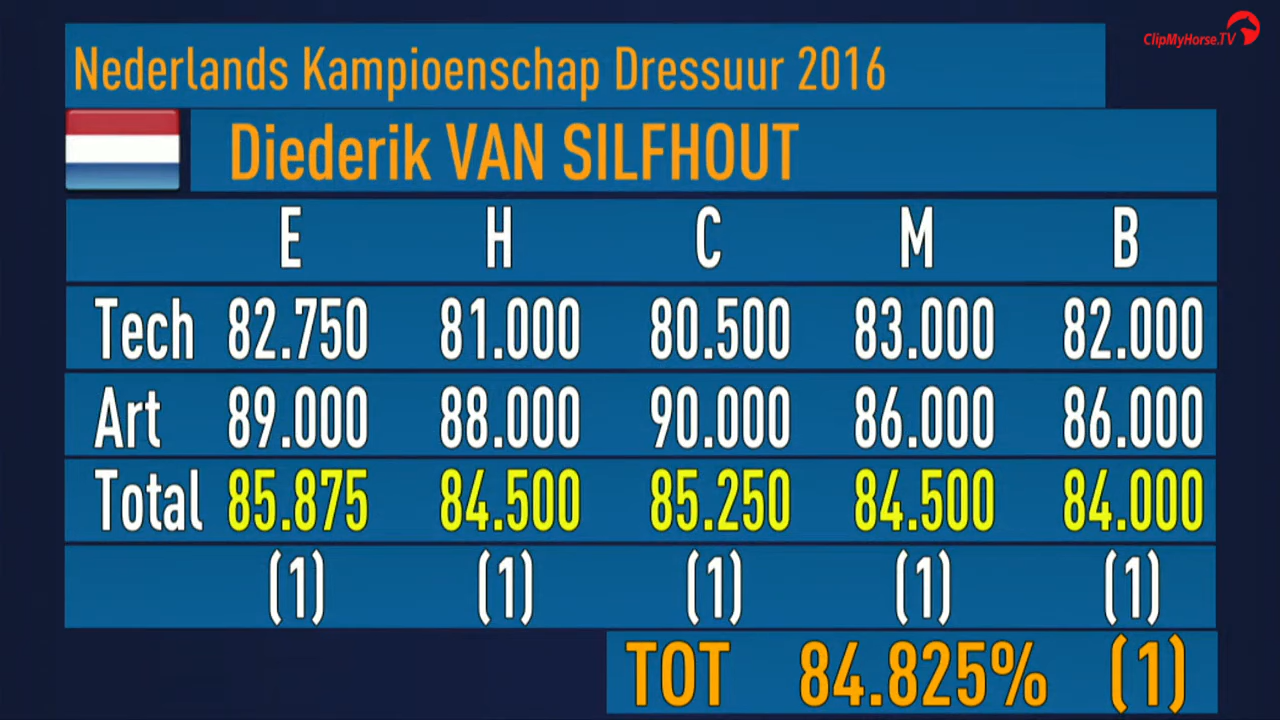 ClipMyHorse.TV
Nederlands Kampioenschap Dressuur 2016
Diederik VAN SILFHOUT
E H C M B
Tech 82.750 81.000 80.500 83.000 82.000
Art 89.000 88.000 90.000 86.000 86.000
Total 85.875 84.500 85.250 84.500 84.000
(1) (1) (1) (1) (1)
TOT 84.825% (1)